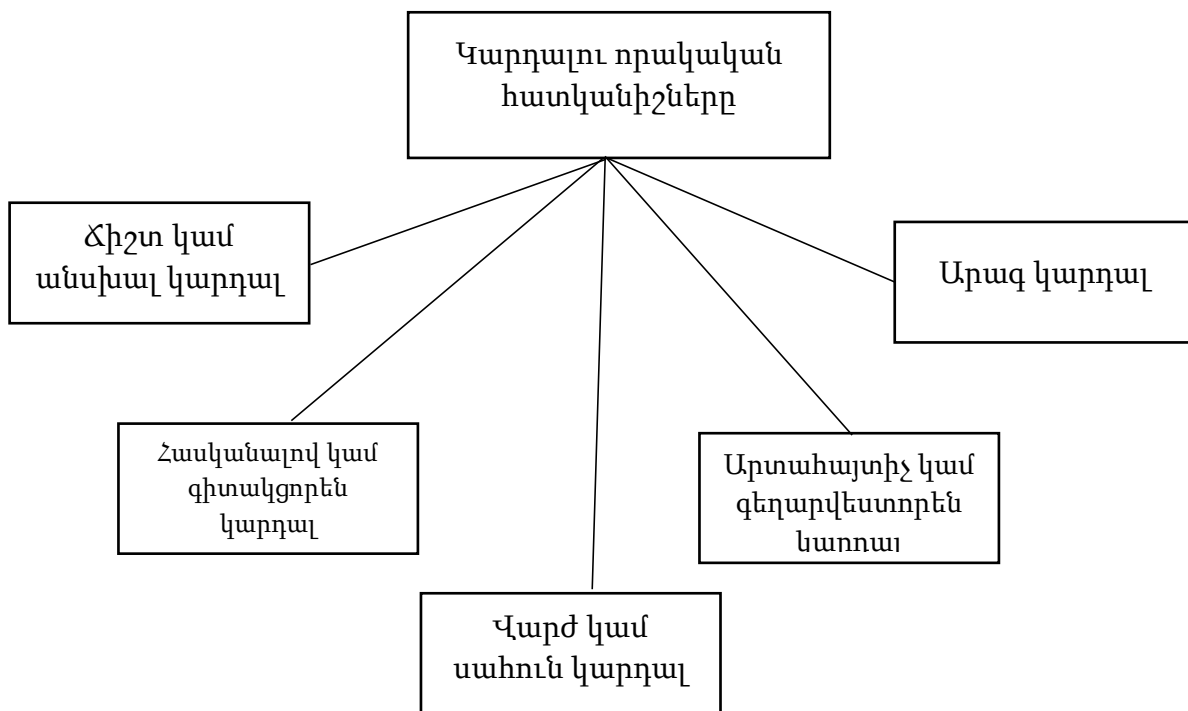 Կարդալու որակական
հատկանիշները
Ճիշտ կամ
անսխալ կարդալ
Արագ կարդալ
Հասկանալով կամ
գիտակցորեն
կարդալ
Արտահայտիչ կամ
գեղարվեստորեն
կարդալ
Վարժ կամ
սահուն կարդալ